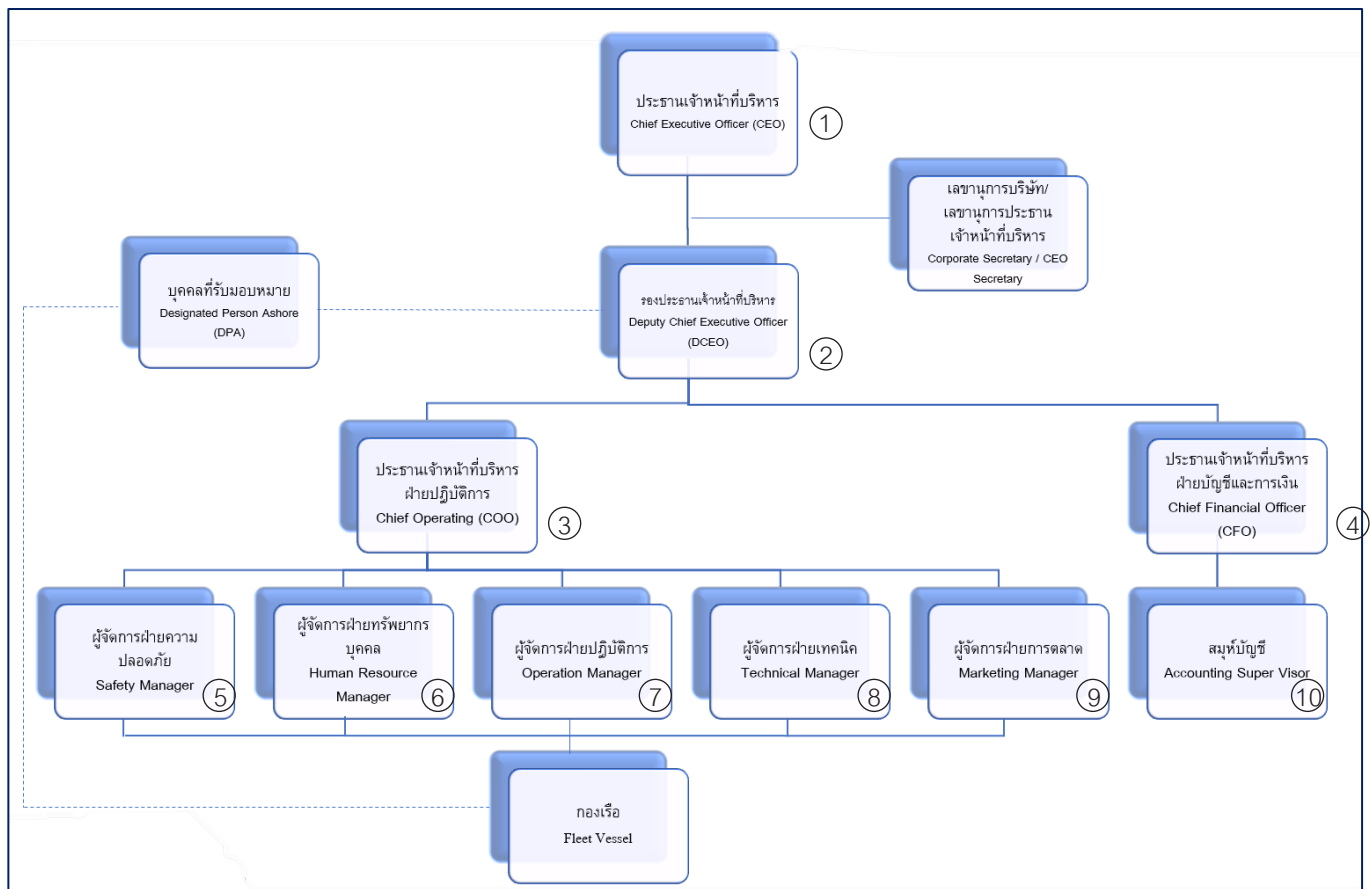 ประธานเจ้าหน้าที่บริหาร
Chief Executive Officer (CEO)
1
เลขานุการบริษัท/
เลขานุการประธาน
เจ้าหน้าที่บริหาร
Corporate Secretary / CEO
Secretary
บุคคลที่รับมอบหมาย
Designated Person Ashore
(DPA)
รองประธานเจ้าหน้าที่บริหาร
Deputy Chief Executive Officer
(DCEO)
2
ประธานเจ้าหน้าที่บริหาร
ฝ่ายปฎิบัติการ
Chief Operating (COO)
3
ประธานเจ้าหน้าที่บริหาร
ฝ่ายบัญชีและการเงิน
Chief Financial Officer
(CFO)
4
ผู้จัดการฝ่ายความ
ปลอดภัย
Safety Manager
5
ผู้จัดการฝ่ายทรัพยากร
บุคคล
Human Resource
Manager
6
ผู้จัดการฝ่ายปฎิบัติการ
Operation Manager
7
ผู้จัดการฝ่ายเทคนิค
Technical Manager
8
ผู้จัดการฝ่ายการตลาด
Marketing Manager
9
สมุห์บัญชี
Accounting Super Visor
10
กองเรือ
Fleet Vessel